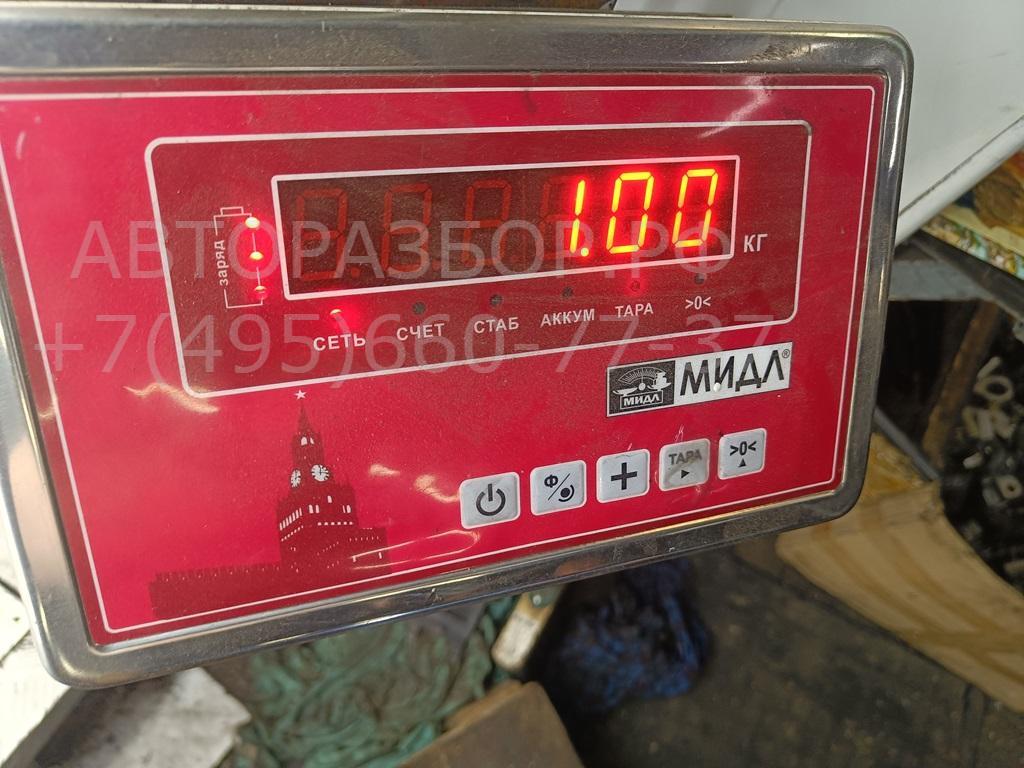 1.00
КГ
заряд
СЕТЬ СЧЕТ СТАБ АККУМ ТАРА >0<
АВТОРАЗБОР.РФ
+7(495)660-77-37
МИДЛ МИДЛ®
Ф
+
ТАРА
>0<